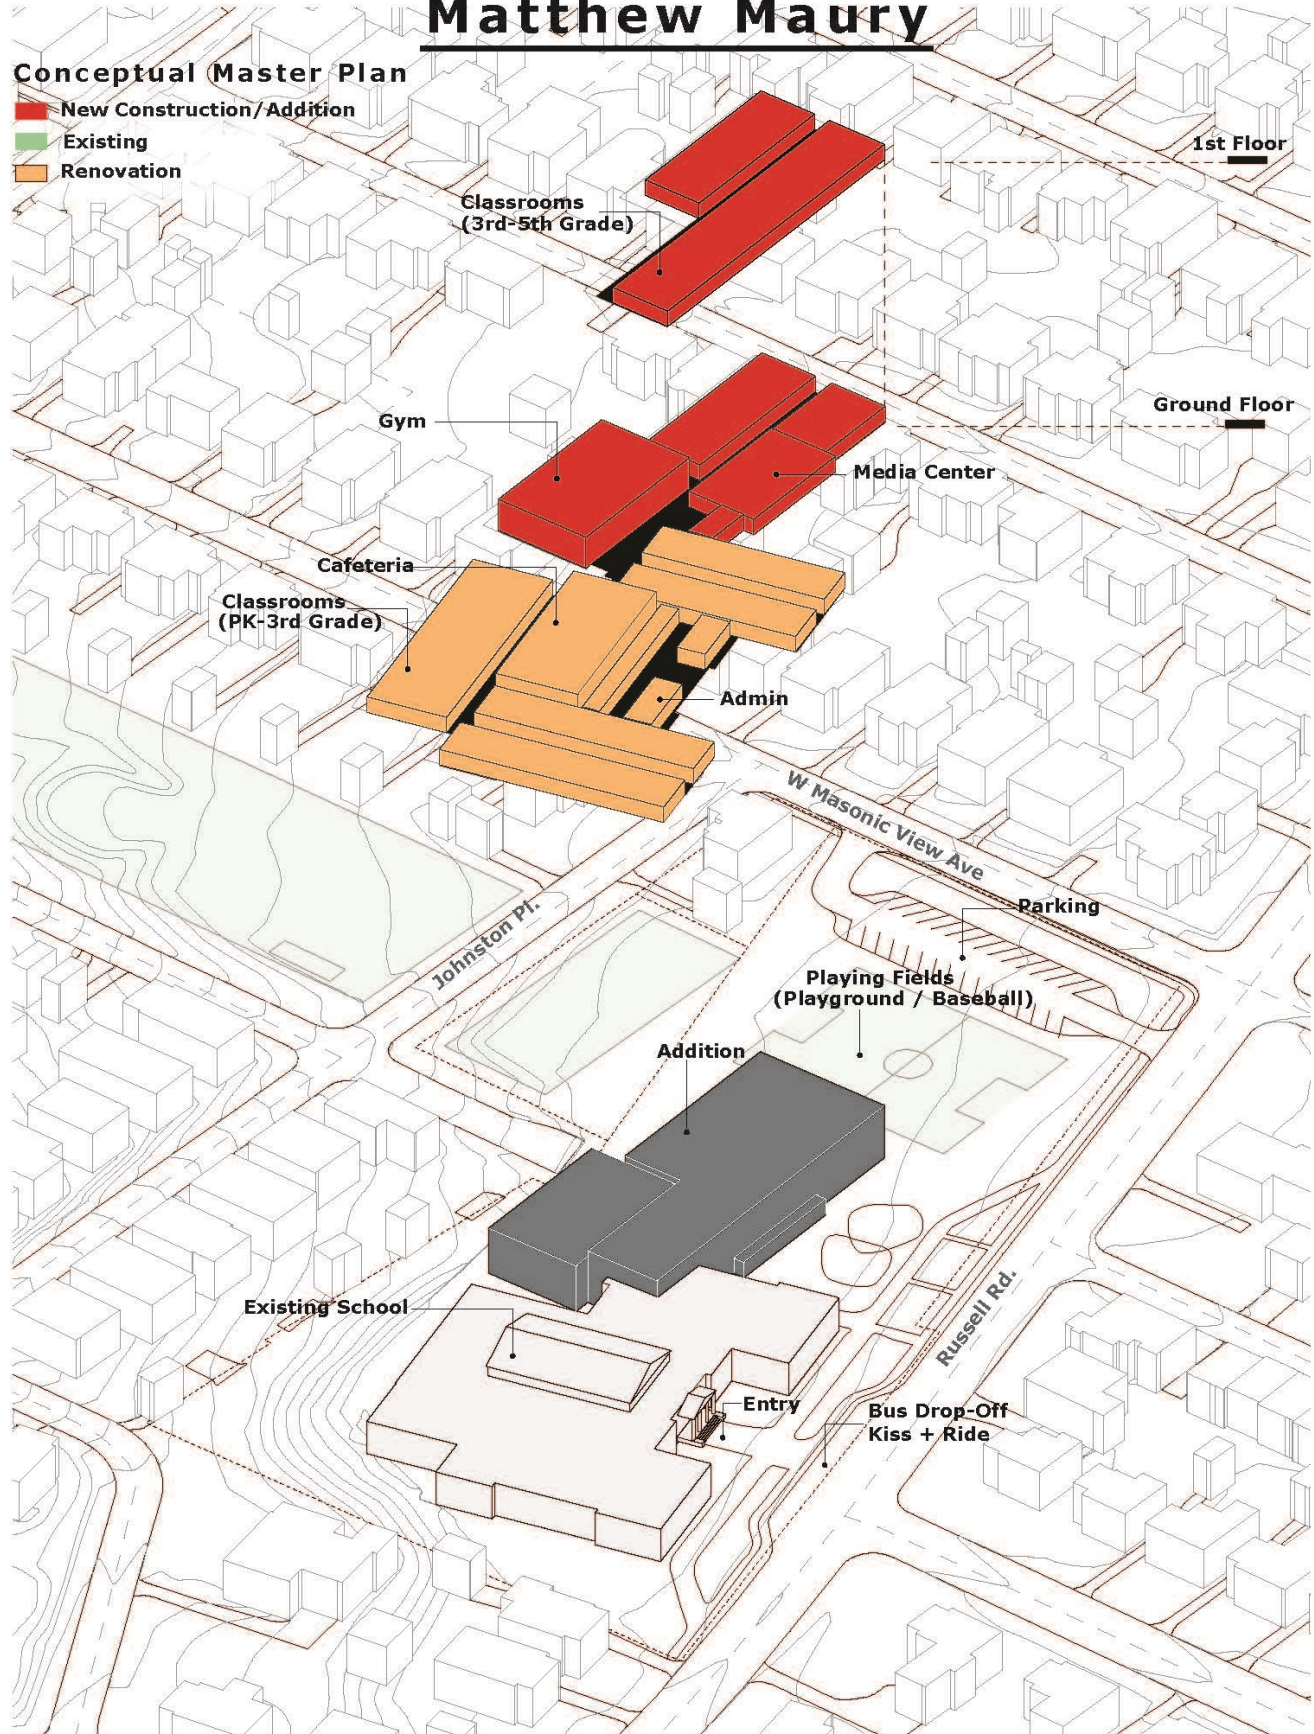 Matthew Maury
Conceptual Master Plan
New Construction/Addition
Existing
Renovation
1st Floor
Classrooms
(3rd-5th Grade)
Ground Floor
Gym
Media Center
Cafeteria
Classrooms
(PK-3rd Grade)
Admin
W Masonic View Ave
Parking
Johnston Pl.
Playing Fields
(Playground / Baseball)
Addition
Existing School
Russell Rd.
Entry
Bus Drop-Off
Kiss + Ride